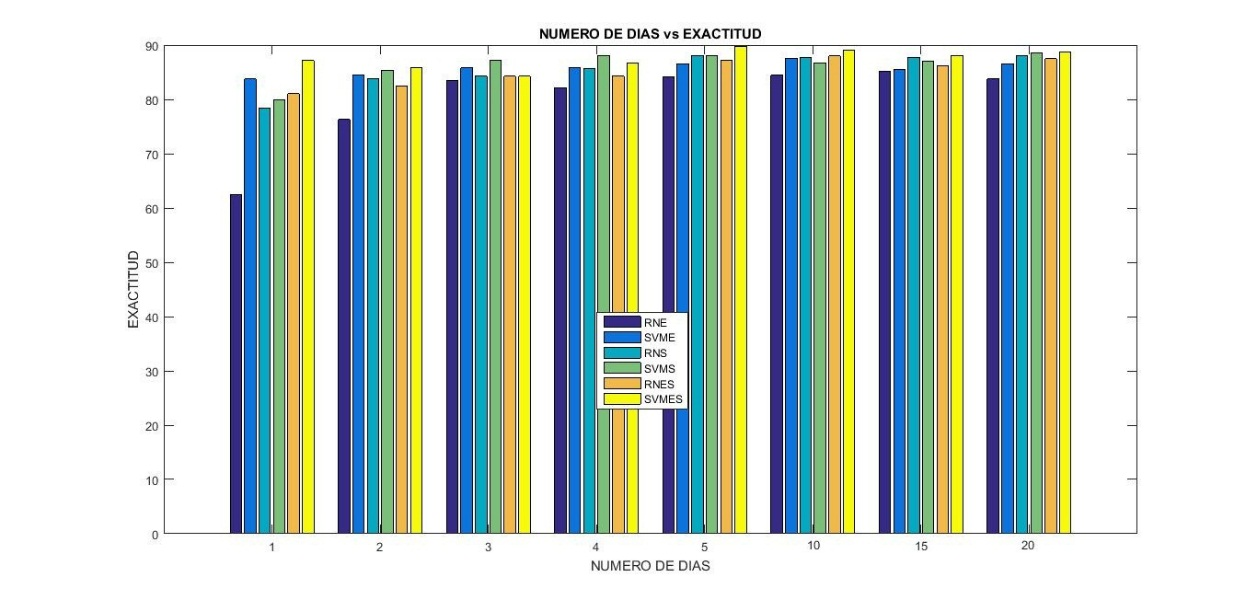 NUMERO DE DIAS vs EXACTITUD
90
80
70
60
50
40
30
20
10
0
EXACTITUD
RNE
SVME
RNS
SVMS
RNES
SVMES
1 2 3 4 5 10 15 20
NUMERO DE DIAS